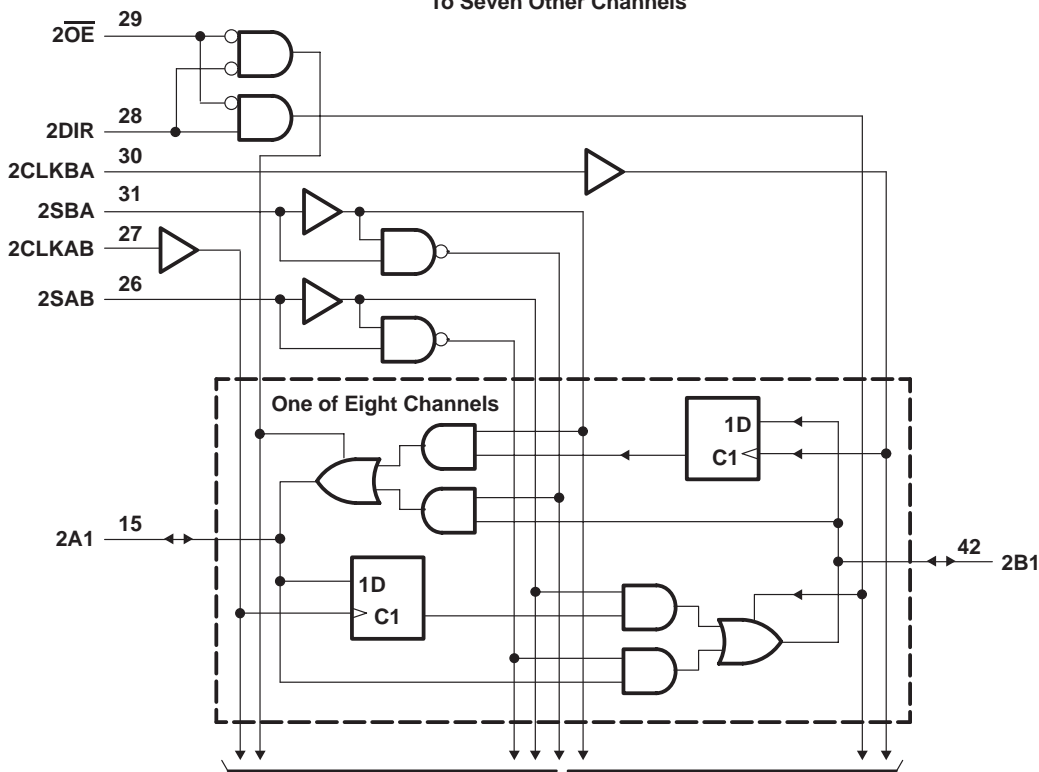 To Seven Other Channels
2OE 29
2DIR 28
2CLKBA 30
2SBA 31
2CLKAB 27
2SAB 26
One of Eight Channels
1D
C1
2A1 15
42 2B1
1D
C1